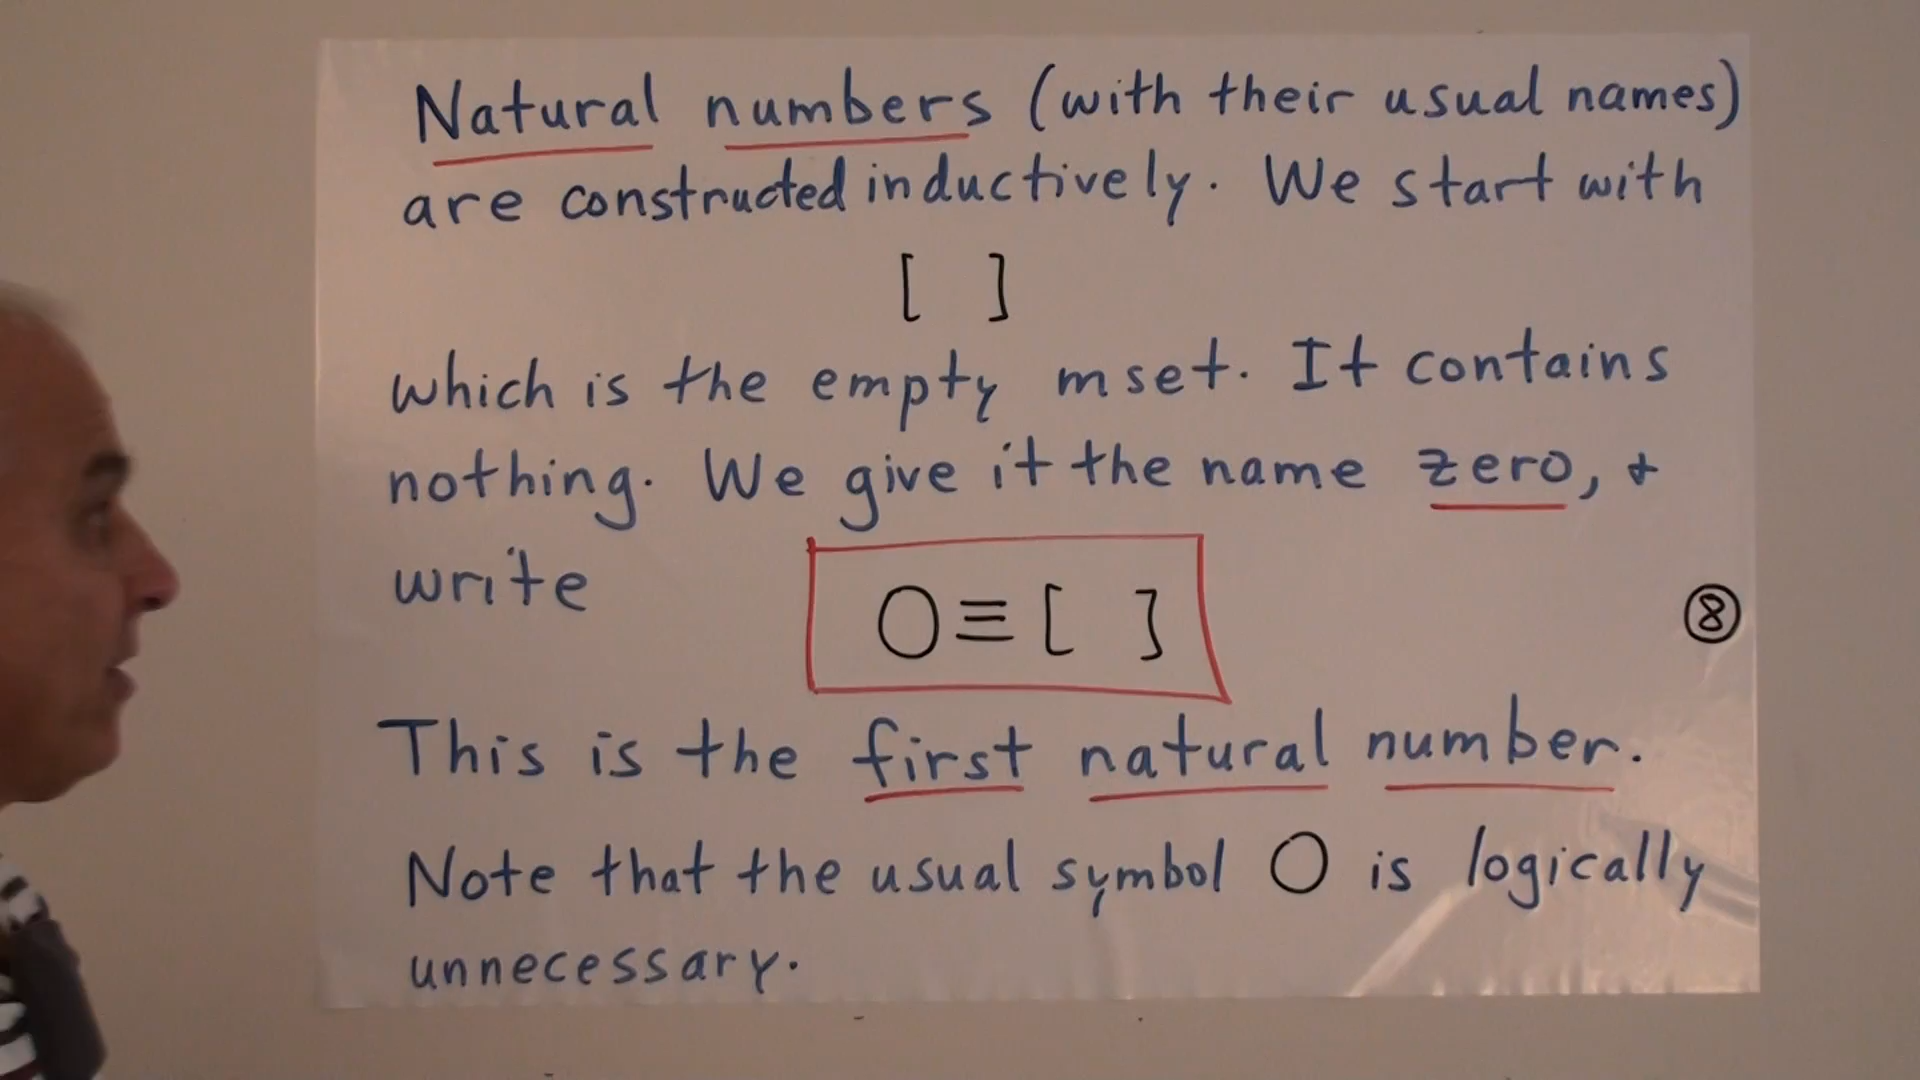 Natural numbers (with their usual names)
are constructed inductively. We start with
[ ]
which is the empty mset. It contains
nothing. We give it the name zero, +
write
0≡[ ]
⑧
This is the first natural number.
Note that the usual symbol 0 is logically
unnecessary.